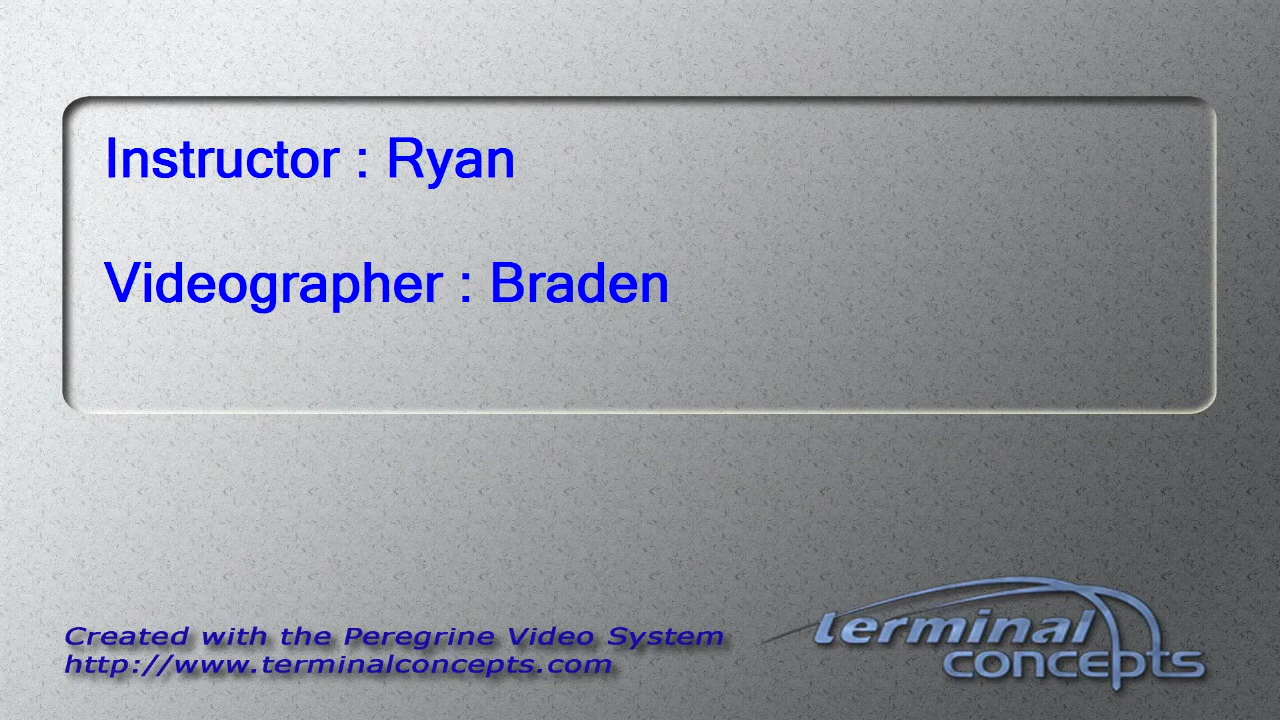 Instructor : Ryan
Videographer : Braden
Created with the Peregrine Video System
http://www.terminalconcepts.com
terminal
concepts